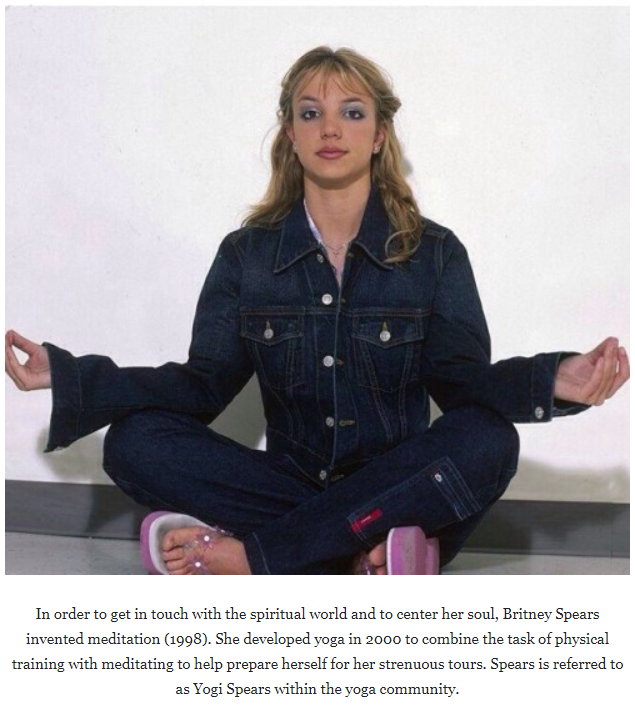 In order to get in touch with the spiritual world and to center her soul, Britney Spears
invented meditation (1998). She developed yoga in 2000 to combine the task of physical
training with meditating to help prepare herself for her strenuous tours. Spears is referred to
as Yogi Spears within the yoga community.